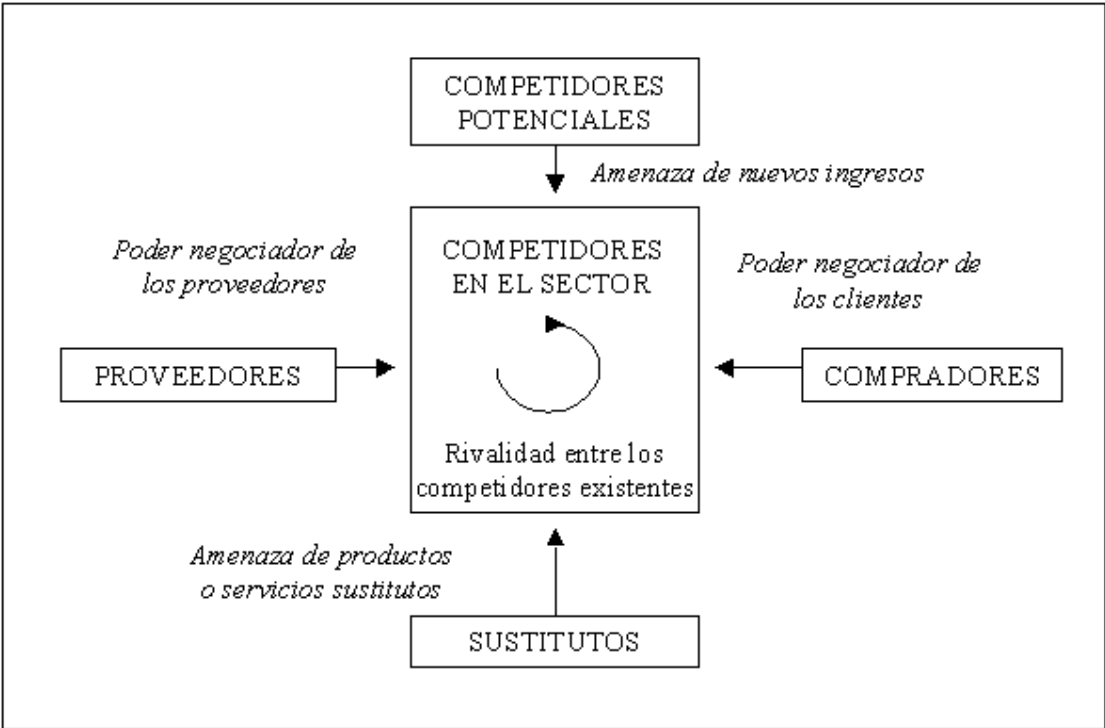 COMPETIDORES
POTENCIALES
Amenaza de nuevos ingresos
Poder negociador de
los proveedores
COMPETIDORES
EN EL SECTOR
Poder negociador de
los clientes
PROVEEDORES
COMPRADORES
Rivalidad entre los
competidores existentes
Amenaza de productos
o servicios sustitutos
SUSTITUTOS